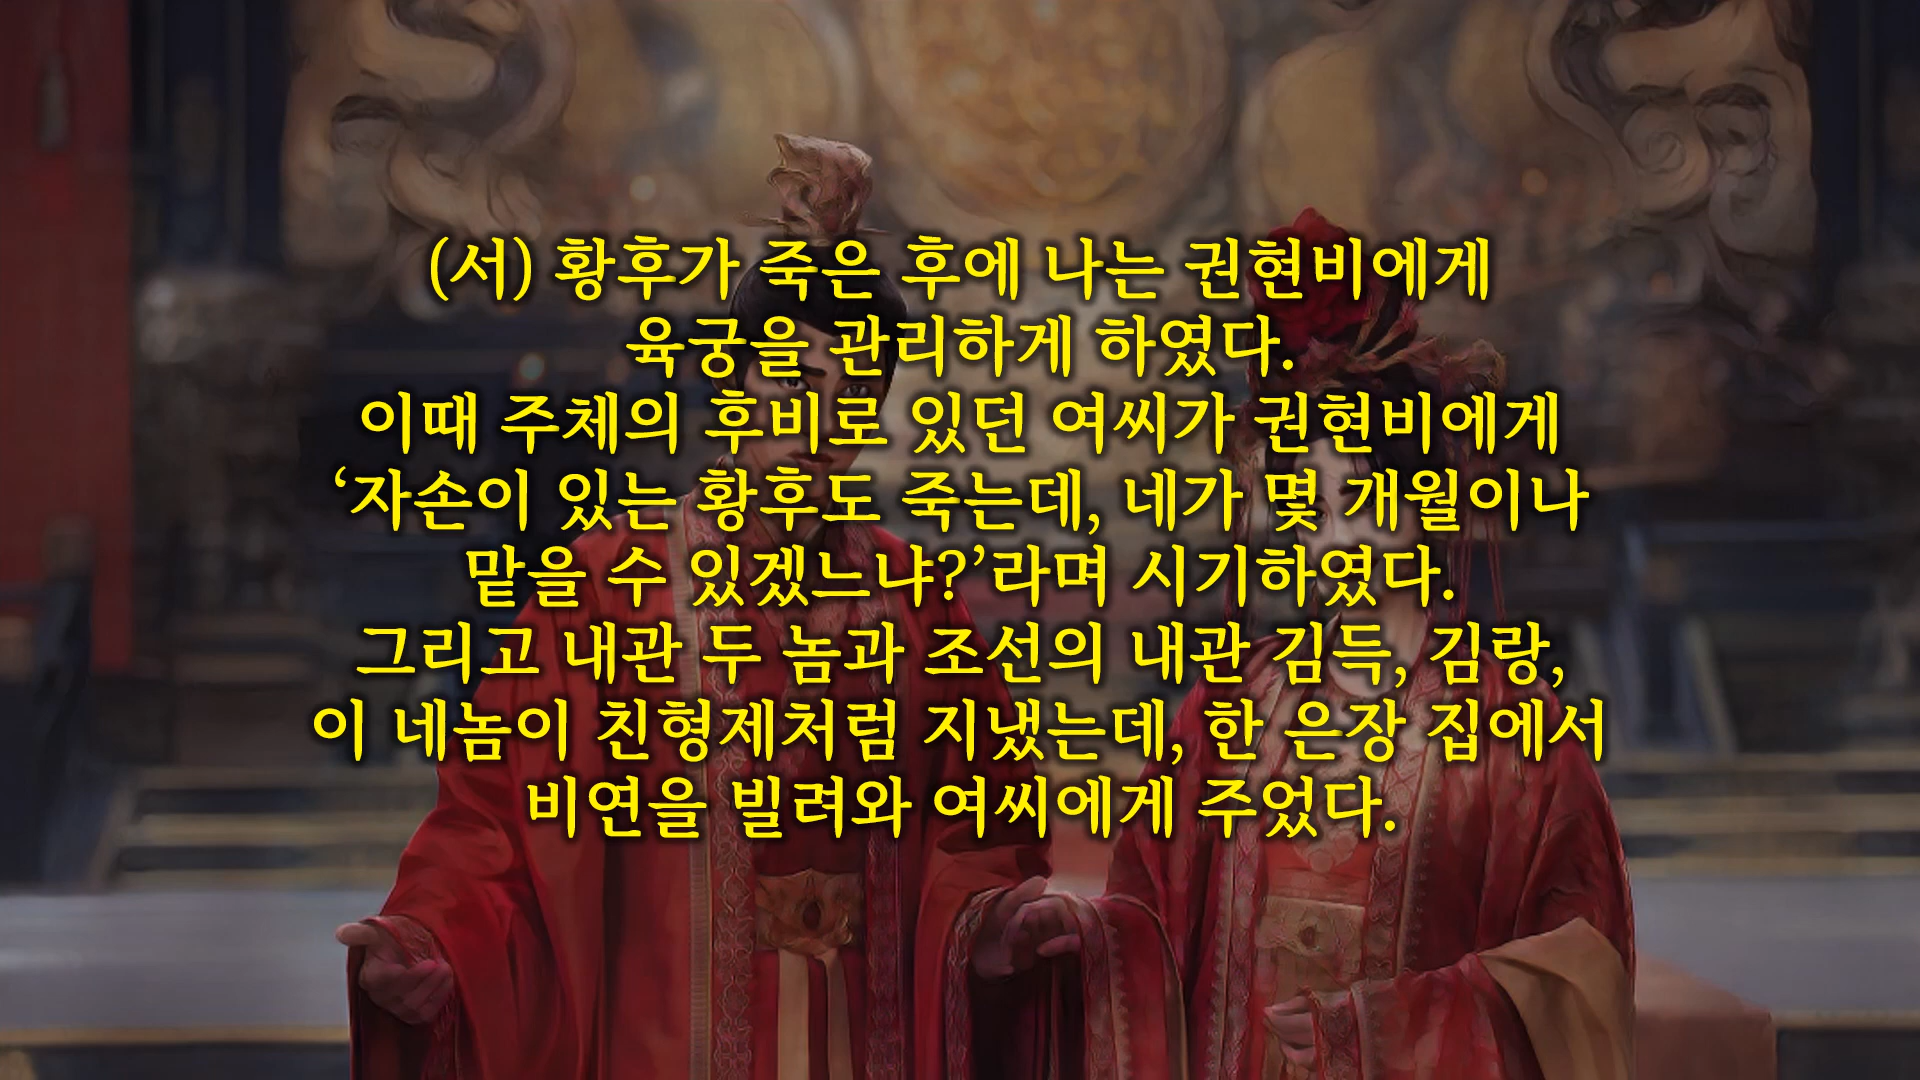 (서) 황후가 죽은 후에 나는 권현비에게
육궁을 관리하게 하였다.
이때 주체의 후비로 있던 여씨가 권현비에게
‘자손이 있는 황후도 죽는데, 네가 몇 개월이나
맡을 수 있겠느냐?’라며 시기하였다.
그리고 내관 두 놈과 조선의 내관 김득, 김랑,
이 네놈이 친형제처럼 지냈는데, 한 은장 집에서
비연을 빌려와 여씨에게 주었다.